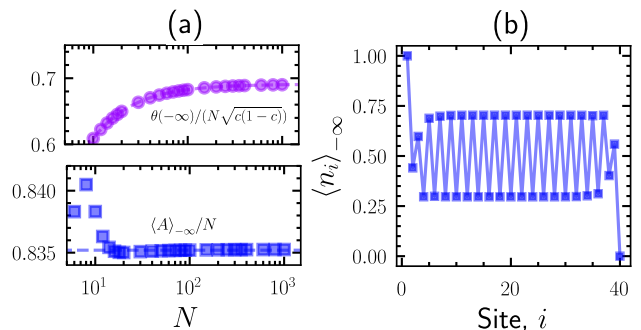 (a)
0.7
0.6
θ(−∞)/(N√c(1−c))
0.840
0.835
⟨A⟩−∞/N
10¹ 10² 10³
N
(b)
⟨nᵢ⟩−∞
1.00
0.75
0.50
0.25
0.00
0 20 40
Site, i